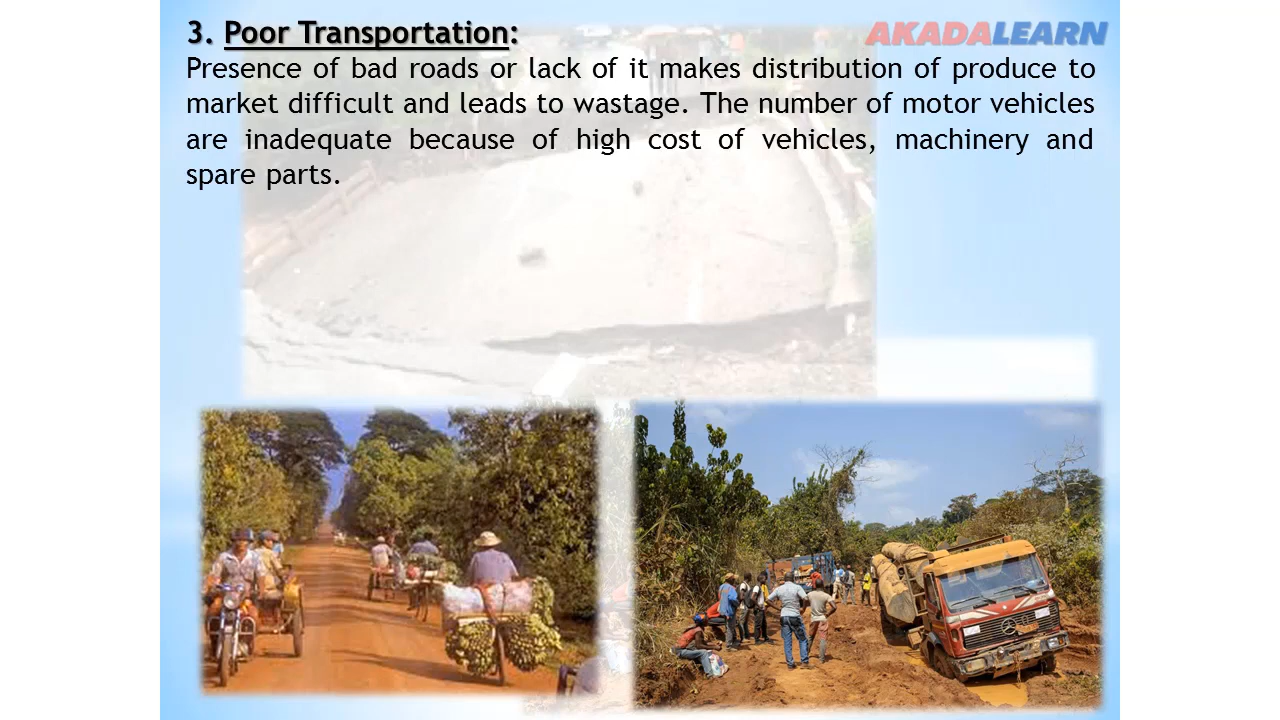 3. Poor Transportation:
AKADALEARN
Presence of bad roads or lack of it makes distribution of produce to
market difficult and leads to wastage. The number of motor vehicles
are inadequate because of high cost of vehicles, machinery and
spare parts.